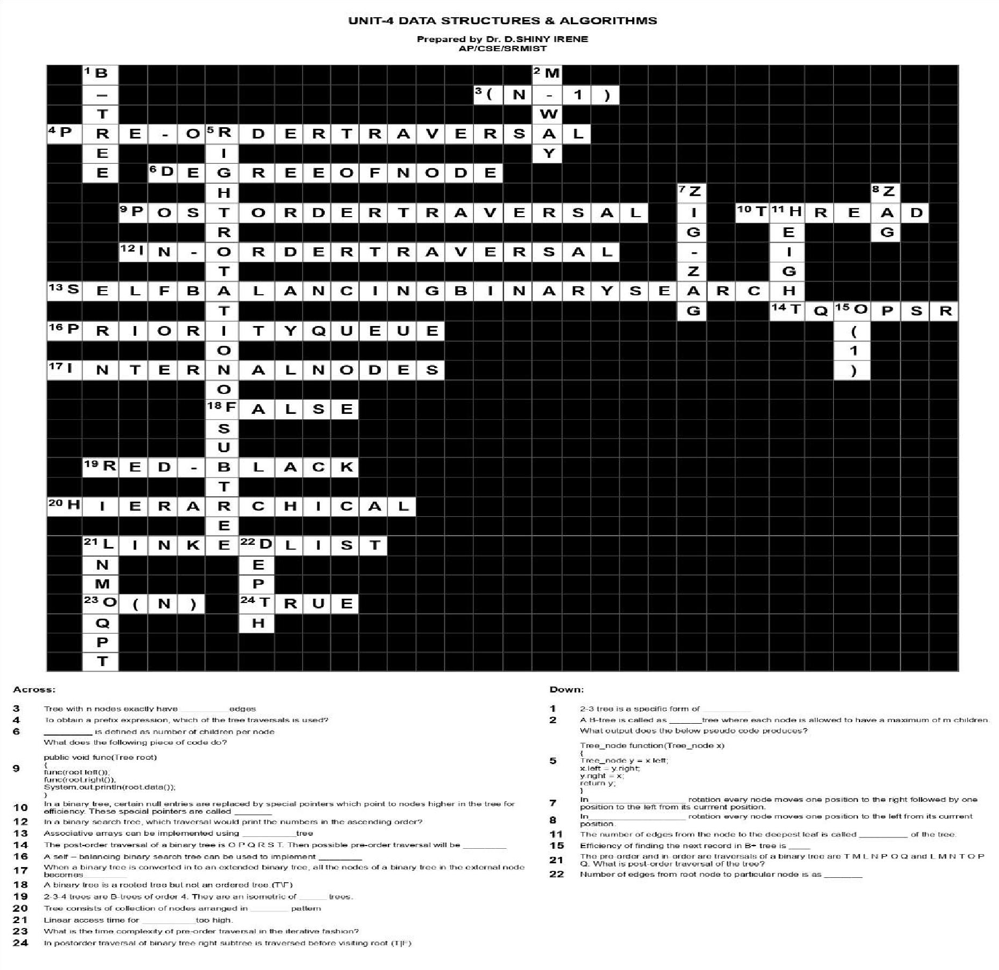 UNIT-4 DATA STRUCTURES & ALGORITHMS
Prepared by Dr. D.SHINY IRENE
AP/CSE/SRMIST
1 B 2 M
– 3 ( N - 1 )
T W
4 P R E - O 5 R D E R T R A V E R S A L
E I Y
E 6 D E G R E E O F N O D E
H 7 Z 8 Z
9 P O S T O R D E R T R A V E R S A L I 10 T 11 H R E A D
R G E G
12 I N - O R D E R T R A V E R S A L - I
T Z G
13 S E L F B A L A N C I N G B I N A R Y S E A R C H
T G 14 T Q 15 O P S R
16 P R I O R I T Y Q U E U E (
O 1
17 I N T E R N A L N O D E S )
O
18 F A L S E
S
U
19 R E D - B L A C K
T
20 H I E R A R C H I C A L
E
21 L I N K E 22 D L I S T
N E
M P
23 O ( N ) 24 T R U E
Q H
P
T
Across:
3 Tree with n nodes exactly have __________edges
4 To obtain a prefix expression, which of the tree traversals is used?
6 __________ is defined as number of children per node
What does the following piece of code do?
public void func(Tree root)
{
9 func(root.left());
func(root.right());
System.out.println(root.data());
}
10 In a binary tree, certain null entries are replaced by special pointers which point to nodes higher in the tree for
efficiency. These special pointers are called ________
12 In a binary search tree, which traversal would print the numbers in the ascending order?
13 Associative arrays can be implemented using __________tree
14 The post-order traversal of a binary tree is O P Q R S T. Then possible pre-order traversal will be ________
16 A self – balancing binary search tree can be used to implement ________
17 When a binary tree is converted in to an extended binary tree, all the nodes of a binary tree in the external node
becomes________
18 A binary tree is a rooted tree but not an ordered tree.(T\F)
19 2-3-4 trees are B-trees of order 4. They are an isometric of _____ trees.
20 Tree consists of collection of nodes arranged in _______ pattern
21 Linear access time for __________too high.
23 What is the time complexity of pre-order traversal in the iterative fashion?
24 In postorder traversal of binary tree right subtree is traversed before visiting root (T|F)
Down:
1 2-3 tree is a specific form of _________
2 A B-tree is called as ______tree where each node is allowed to have a maximum of m children
What output does the below pseudo code produces?
Tree_node function(Tree_node x)
{
5 Tree_node y = x.left;
x.left = y.right;
y.right = x;
return y;
}
7 In__________________ rotation every node moves one position to the right followed by one
position to the left from its currrent position.
8 In__________________ rotation every node moves one position to the left from its currrent
position.
11 The number of edges from the node to the deepest leaf is called _________ of the tree.
15 Efficiency of finding the next record in B+ tree is ____
21 The pre-order and in-order are traversals of a binary tree are T M L N P O Q and L M N T O P
Q. What is post-order traversal of the tree?
22 Number of edges from root node to particular node is as _______